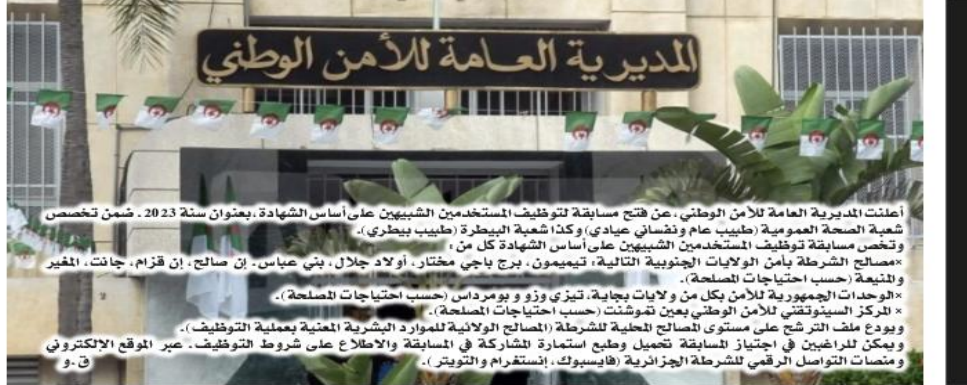 المديرية العامة للأمن الوطني
أعلنت المديرية العامة للأمن الوطني، عن فتح مسابقة لتوظيف المستخدمين الشبيهين على أساس الشهادة، بعنوان سنة 2023. ضمن تخصص
شعبة الصحة العمومية (طبيب عام ونفساني عيادي) وكذا شعبة البيطرة (طبيب بيطري).
وتخص مسابقة توظيف المستخدمين الشبيهين على أساس الشهادة كل من:
×مصالح الشرطة بأمن الولايات الجنوبية التالية: تيميمون، برج باجي مختار، أولاد جلال، بني عباس. إن صالح، إن قزام، جانت، المغير
والمنيعة (حسب احتياجات المصلحة).
×الوحدات الجمهورية للأمن بكل من ولايات بجاية، تيزي وزو و بومرداس (حسب احتياجات المصلحة).
× المركز السينوتقني للأمن الوطني بعين تموشنت (حسب احتياجات المصلحة).
ويودع ملف الترشح على مستوى المصالح المحلية للشرطة (المصالح الولائية للموارد البشرية المعنية بعملية التوظيف).
ويمكن للراغبين في اجتياز المسابقة تحميل وطبع استمارة المشاركة في المسابقة والاطلاع على شروط التوظيف. عبر الموقع الإلكتروني
ومنصات التواصل الرقمي للشرطة الجزائرية (فايسبوك، إنستغرام والتويتر). ق.و